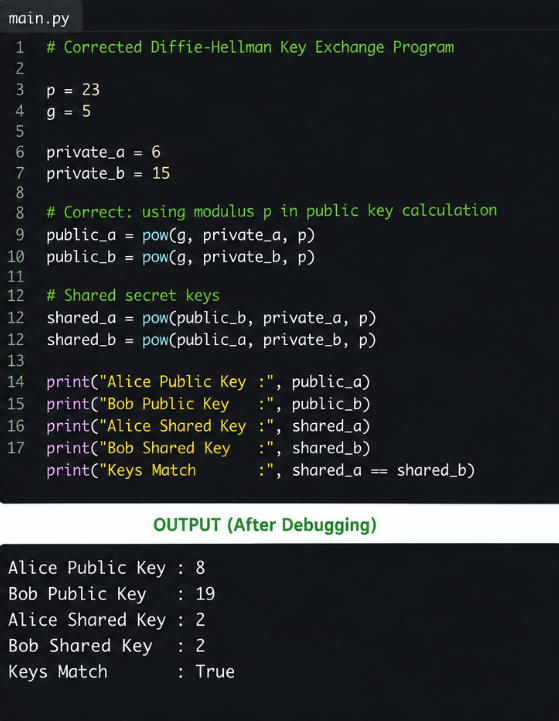 main.py
1 # Corrected Diffie-Hellman Key Exchange Program
2
3 p = 23
4 g = 5
5
6 private_a = 6
7 private_b = 15
8
8 # Correct: using modulus p in public key calculation
9 public_a = pow(g, private_a, p)
10 public_b = pow(g, private_b, p)
11
12 # Shared secret keys
12 shared_a = pow(public_b, private_a, p)
12 shared_b = pow(public_a, private_b, p)
13
14 print("Alice Public Key :", public_a)
15 print("Bob Public Key   :", public_b)
16 print("Alice Shared Key :", shared_a)
17 print("Bob Shared Key   :", shared_b)
print("Keys Match       :", shared_a == shared_b)
OUTPUT (After Debugging)
Alice Public Key : 8
Bob Public Key   : 19
Alice Shared Key : 2
Bob Shared Key   : 2
Keys Match       : True